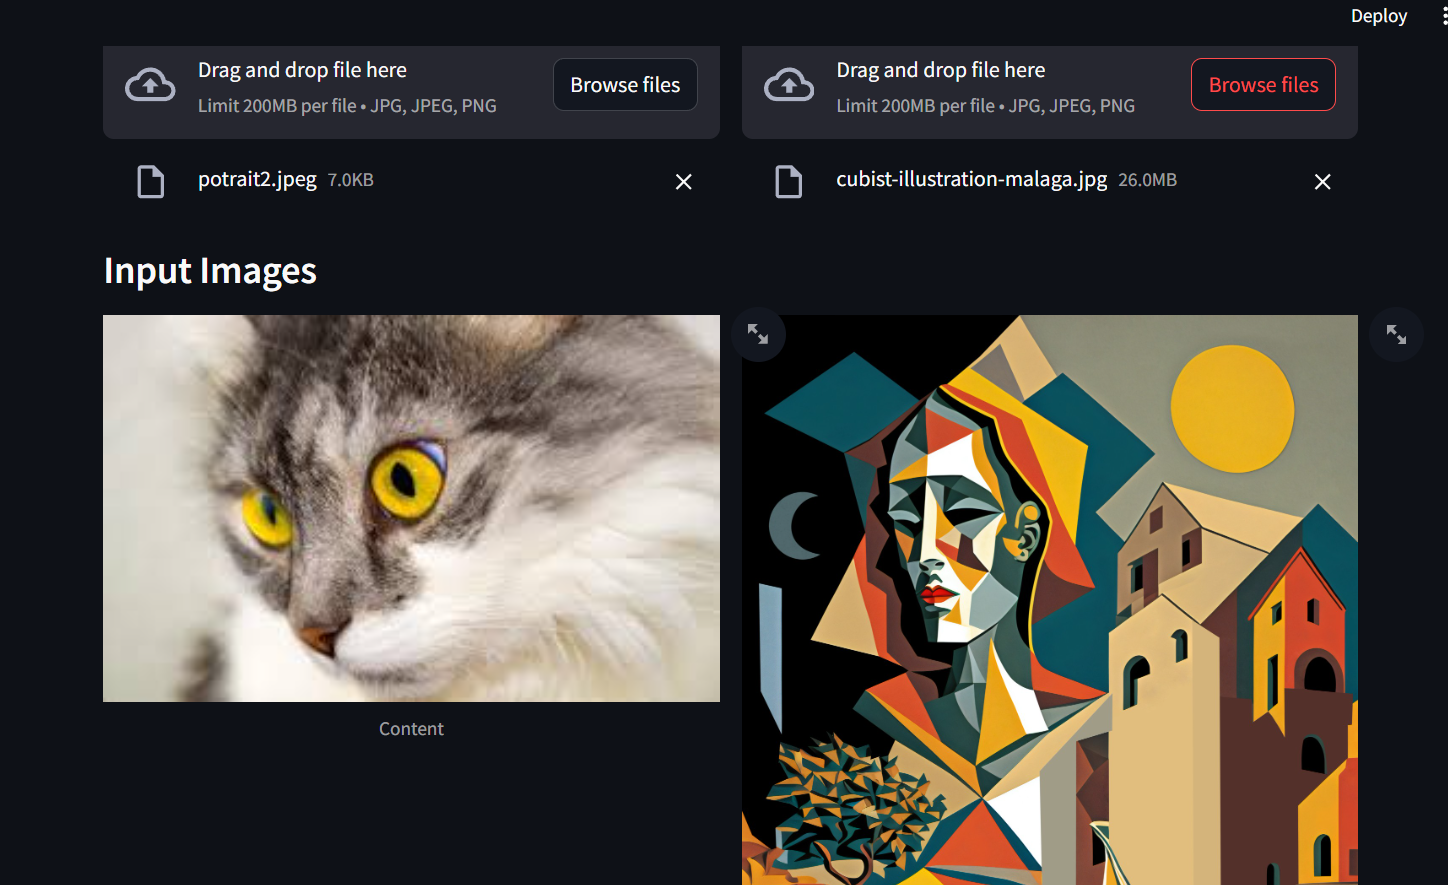 Deploy
Drag and drop file here
Limit 200MB per file • JPG, JPEG, PNG
Browse files
Drag and drop file here
Limit 200MB per file • JPG, JPEG, PNG
Browse files
potrait2.jpeg 7.0KB
cubist-illustration-malaga.jpg 26.0MB
Input Images
Content